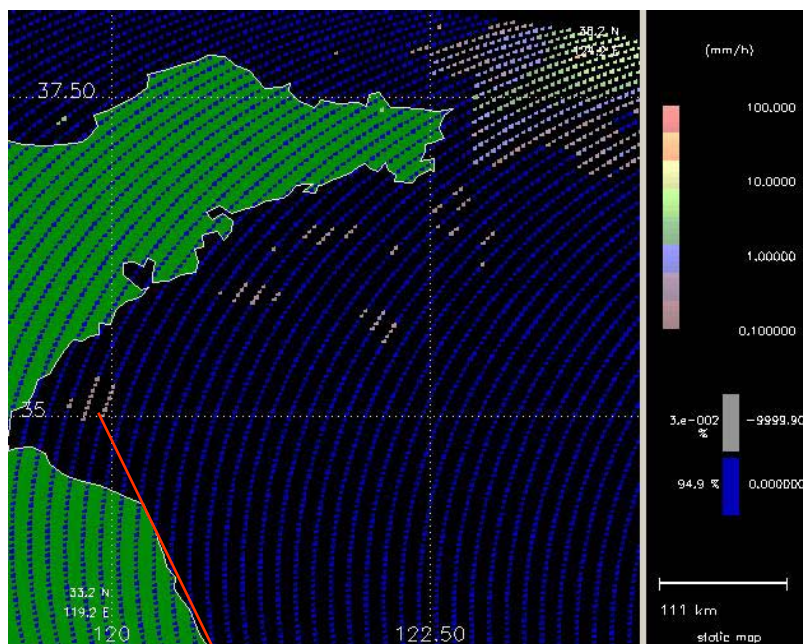 38.2 N
124.2 E
37.50
35
33.2 N
119.2 E
120
122.50
(mm/h)
100.000
10.0000
1.00000
0.100000
3.e-002
%
-9999.90
94.9 %
0.000000
111 km
static map